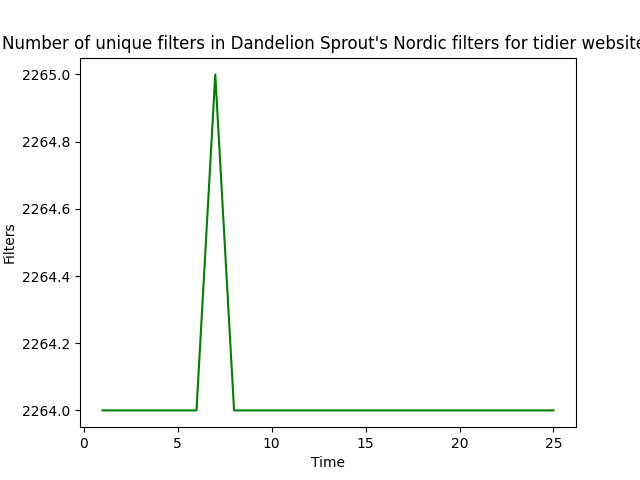 Number of unique filters in Dandelion Sprout's Nordic filters for tidier website
2265.0
2264.8
2264.6
2264.4
2264.2
2264.0
Filters
0 5 10 15 20 25
Time